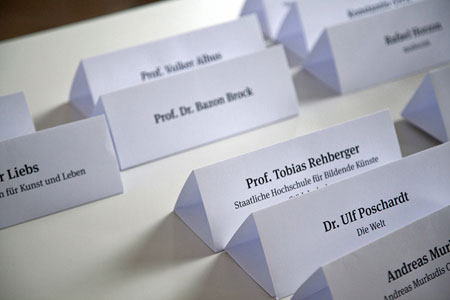 Prof. Volker Albus
Prof. Dr. Bazon Brock
r Liebs
n für Kunst und Leben
Prof. Tobias Rehberger
Staatliche Hochschule für Bildende Künste
Dr. Ulf Poschardt
Die Welt
Andreas Mur
Andreas Murkudis C
Rafael Horzon